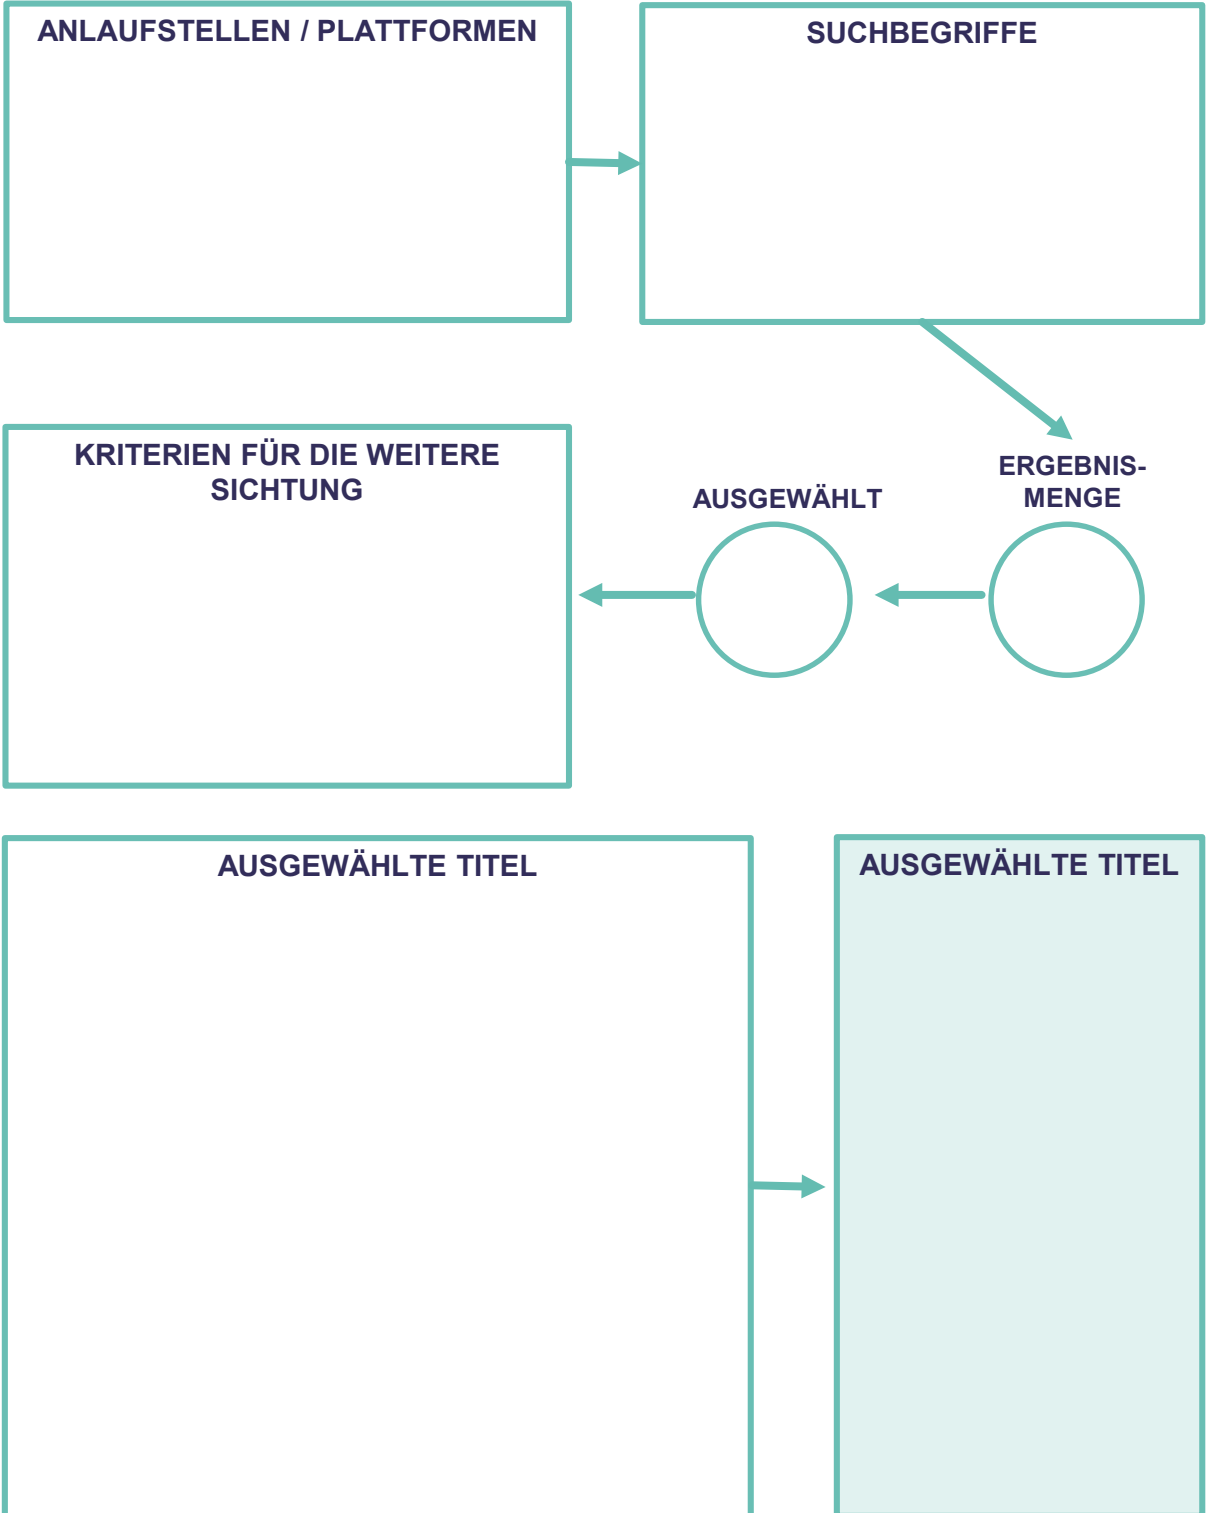 ANLAUFSTELLEN / PLATTFORMEN
SUCHBEGRIFFE
KRITERIEN FÜR DIE WEITERE
SICHTUNG
AUSGEWÄHLT
ERGEBNIS-
MENGE
AUSGEWÄHLTE TITEL
AUSGEWÄHLTE TITEL